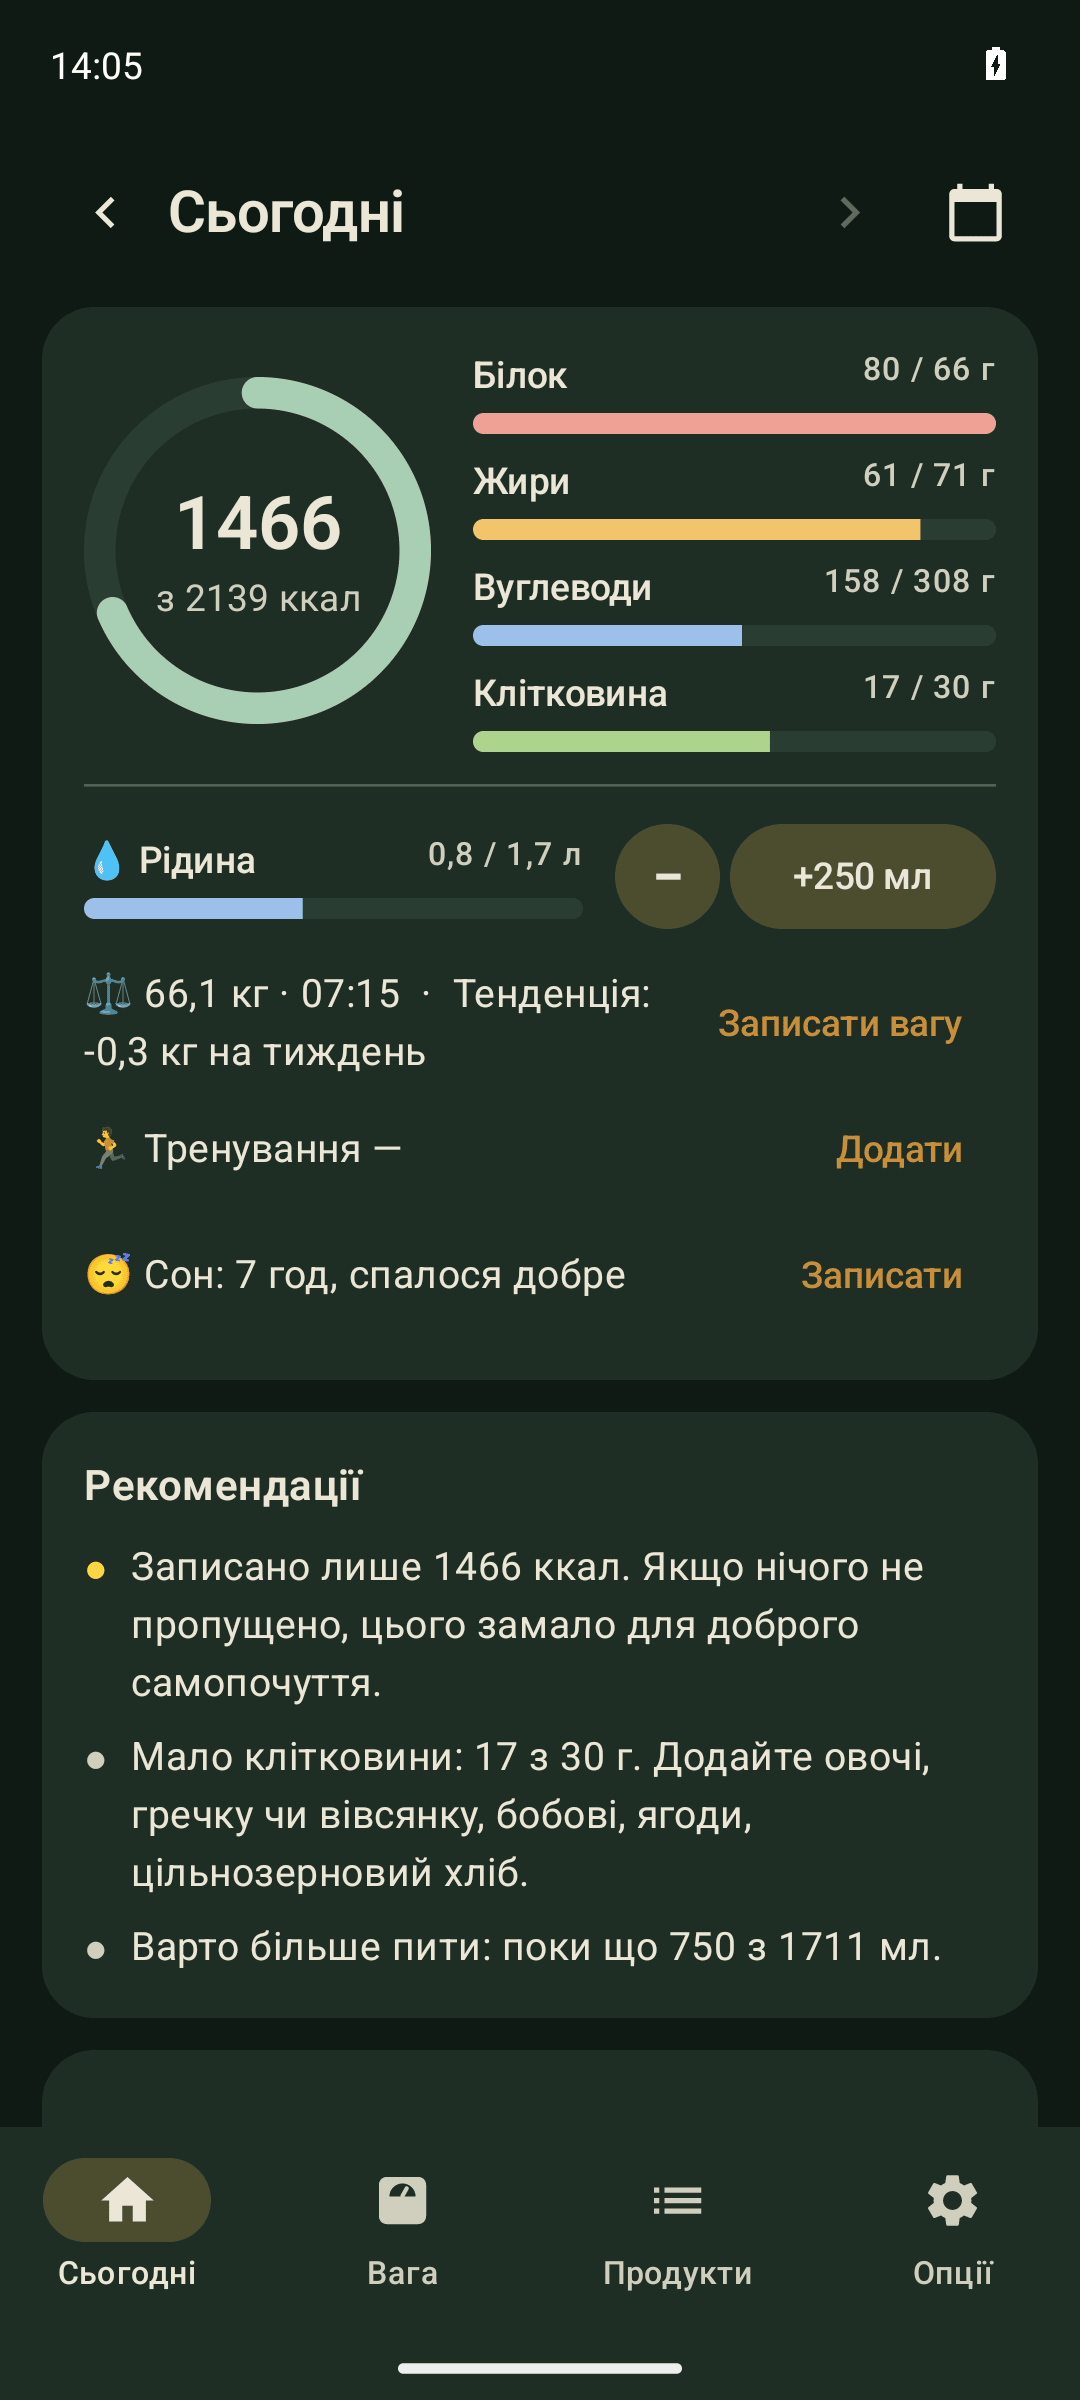 14:05
Сьогодні
1466
з 2139 ккал
Білок 80 / 66 г
Жири 61 / 71 г
Вуглеводи 158 / 308 г
Клітковина 17 / 30 г
💧 Рідина 0,8 / 1,7 л
− +250 мл
⚖️ 66,1 кг · 07:15 · Тенденція:
-0,3 кг на тиждень
Записати вагу
🏃 Тренування — Додати
😴 Сон: 7 год, спалося добре Записати
Рекомендації
● Записано лише 1466 ккал. Якщо нічого не
пропущено, цього замало для доброго
самопочуття.
● Мало клітковини: 17 з 30 г. Додайте овочі,
гречку чи вівсянку, бобові, ягоди,
цільнозерновий хліб.
● Варто більше пити: поки що 750 з 1711 мл.
Сьогодні Вага Продукти Опції